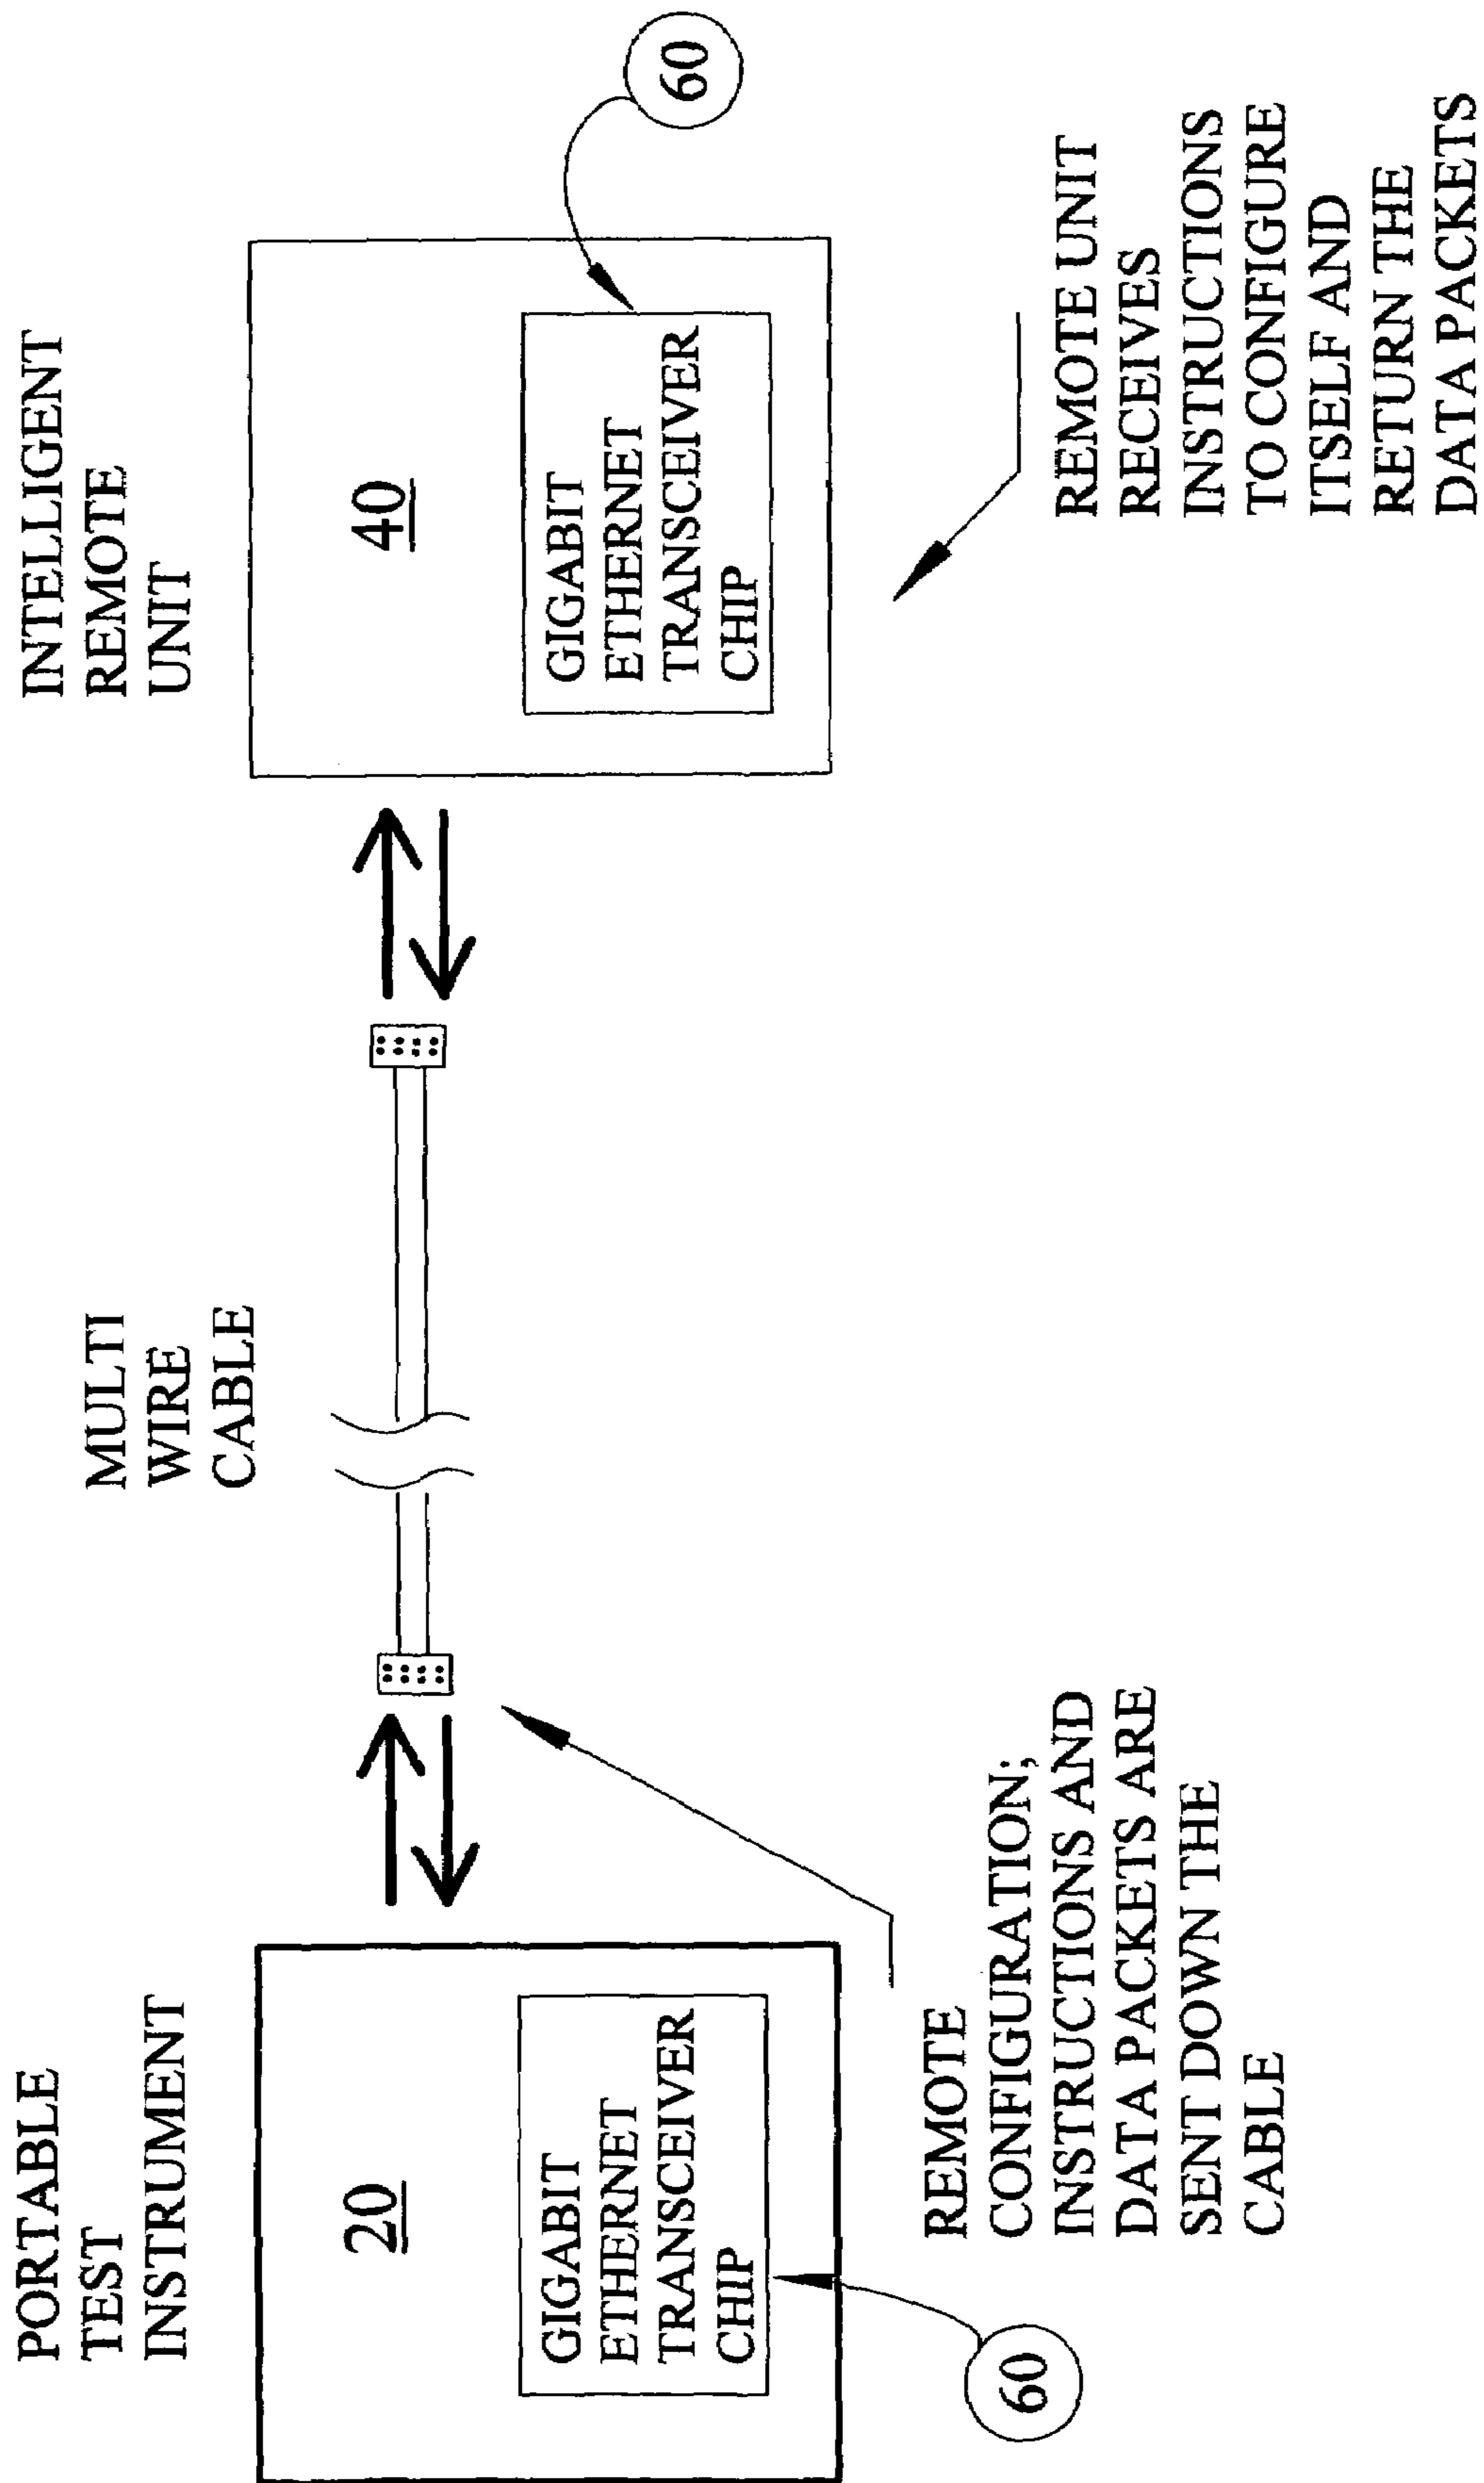 PORTABLE
TEST
INSTRUMENT
20
GIGABIT
ETHERNET
TRANSCEIVER
CHIP
60
MULTI
WIRE
CABLE
REMOTE
CONFIGURATION;
INSTRUCTIONS AND
DATA PACKETS ARE
SENT DOWN THE
CABLE
INTELLIGENT
REMOTE
UNIT
40
GIGABIT
ETHERNET
TRANSCEIVER
CHIP
60
REMOTE UNIT
RECEIVES
INSTRUCTIONS
TO CONFIGURE
ITSELF AND
RETURN THE
DATA PACKETS